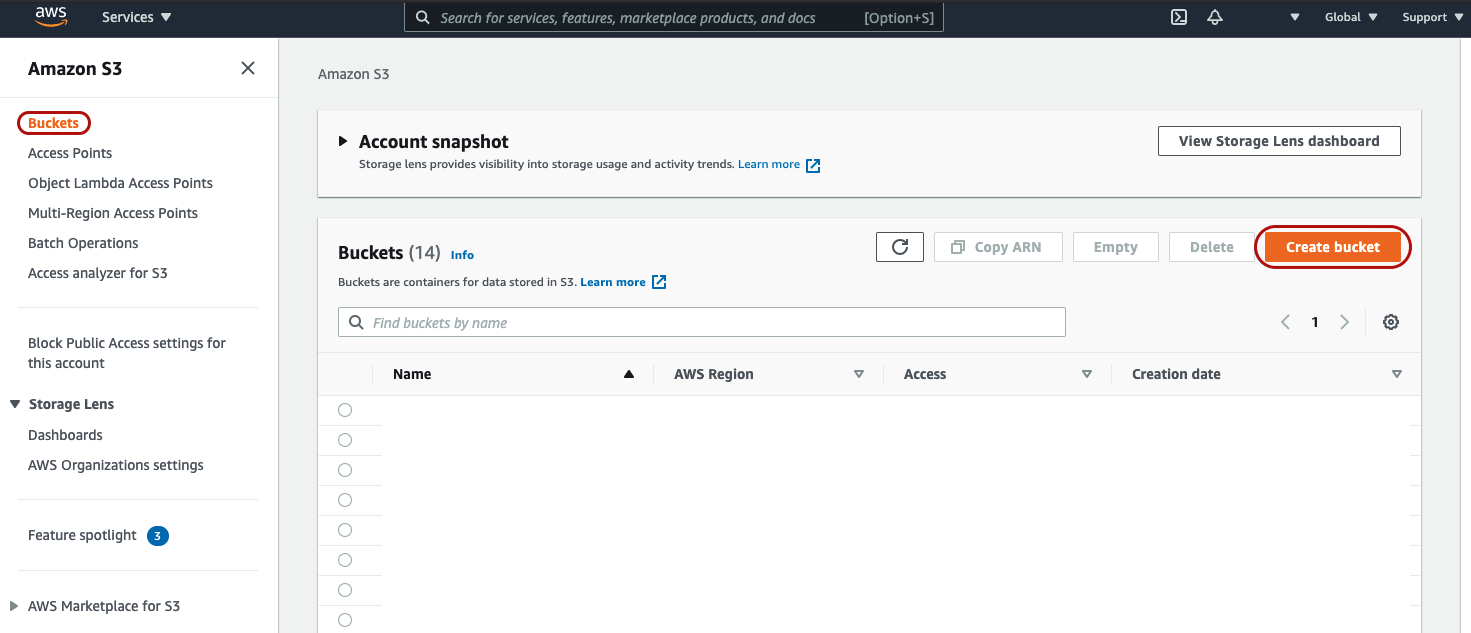 aws
Services ▼
Search for services, features, marketplace products, and docs [Option+S]
Global ▼
Support ▼
Amazon S3
Buckets
Access Points
Object Lambda Access Points
Multi-Region Access Points
Batch Operations
Access analyzer for S3
Block Public Access settings for
this account
Storage Lens
Dashboards
AWS Organizations settings
Feature spotlight 3
AWS Marketplace for S3
Amazon S3
Account snapshot
Storage lens provides visibility into storage usage and activity trends. Learn more
View Storage Lens dashboard
Buckets (14) Info
Buckets are containers for data stored in S3. Learn more
Copy ARN
Empty
Delete
Create bucket
Find buckets by name
1
Name
AWS Region
Access
Creation date